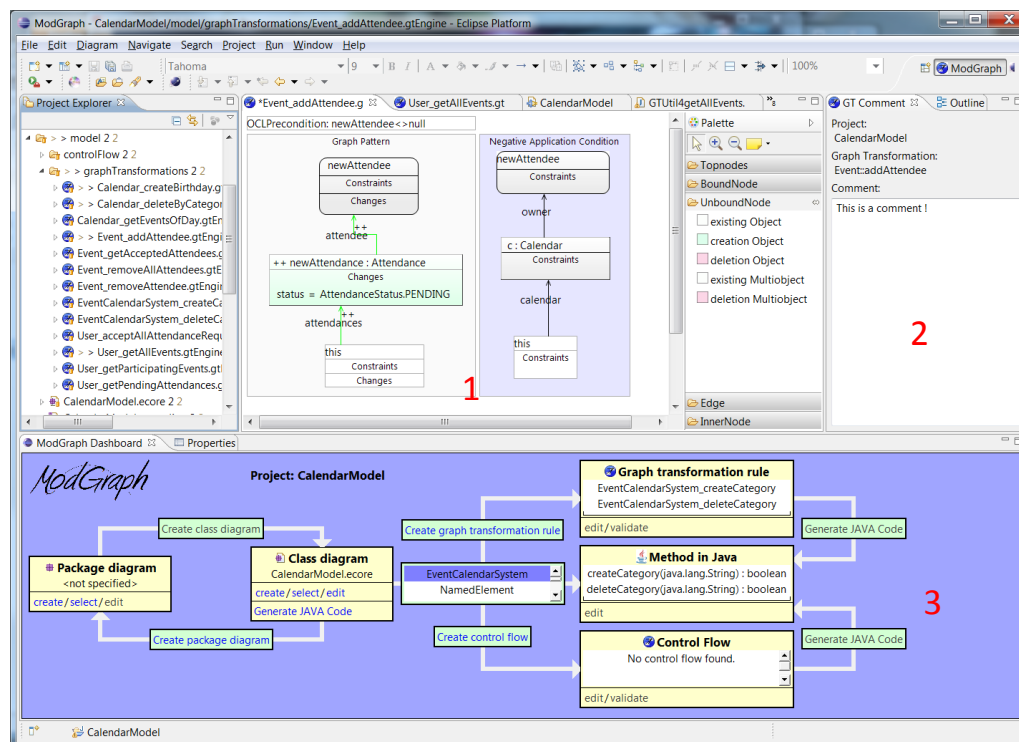 ModGraph - CalendarModel/model/graphTransformations/Event_addAttendee.gtEngine - Eclipse Platform
File Edit Diagram Navigate Search Project Run Window Help
Tahoma 9 B I A 100% ModGraph
Project Explorer
> > model 2 2
controlFlow 2 2
> > graphTransformations 2 2
> > Calendar_createBirthday.g
> > Calendar_deleteByCategor
Calendar_getEventsOfDay.gtEn
> > Event_addAttendee.gtEngi
Event_getAcceptedAttendees.g
Event_removeAllAttendees.gtE
Event_removeAttendee.gtEngir
EventCalendarSystem_createCa
EventCalendarSystem_deleteCa
User_acceptAllAttendanceRequ
> > User_getAllEvents.gtEngine
User_getParticipatingEvents.gt
User_getPendingAttendances.g
CalendarModel.ecore 2 2
*Event_addAttendee.g User_getAllEvents.gt CalendarModel GTUtil4getAllEvents. »5
OCLPrecondition: newAttendee<>null
Graph Pattern
newAttendee
Constraints
Changes
++
attendee
++ newAttendance : Attendance
Changes
status = AttendanceStatus.PENDING
++
attendances
this
Constraints
Changes
1
Negative Application Condition
newAttendee
Constraints
owner
c : Calendar
Constraints
calendar
this
Constraints
Palette
Topnodes
BoundNode
UnboundNode
existing Object
creation Object
deletion Object
existing Multiobject
deletion Multiobject
Edge
InnerNode
GT Comment Outline
Project:
CalendarModel
Graph Transformation:
Event::addAttendee
Comment:
This is a comment !
2
ModGraph Dashboard Properties
ModGraph
Project: CalendarModel
Create class diagram
Package diagram
<not specified>
create/select/edit
Create package diagram
Class diagram
CalendarModel.ecore
create/select/edit
Generate JAVA Code
Create graph transformation rule
EventCalendarSystem
NamedElement
Create control flow
Graph transformation rule
EventCalendarSystem_createCategory
EventCalendarSystem_deleteCategory
edit/validate
Generate JAVA Code
Method in Java
createCategory(java.lang.String) : boolean
deleteCategory(java.lang.String) : boolean
edit
3
Generate JAVA Code
Control Flow
No control flow found.
edit/validate
CalendarModel